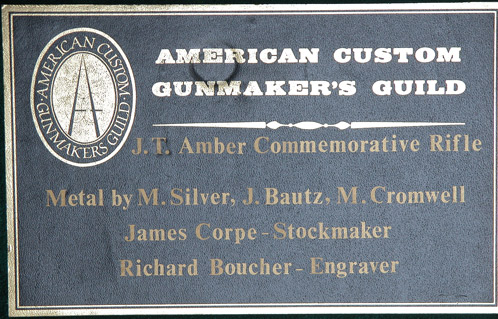 AMERICAN CUSTOM
GUNMAKERS GUILD
A
AMERICAN CUSTOM
GUNMAKER'S GUILD
J.T. Amber Commemorative Rifle
Metal by M. Silver, J. Bautz, M. Cromwell
James Corpe - Stockmaker
Richard Boucher - Engraver